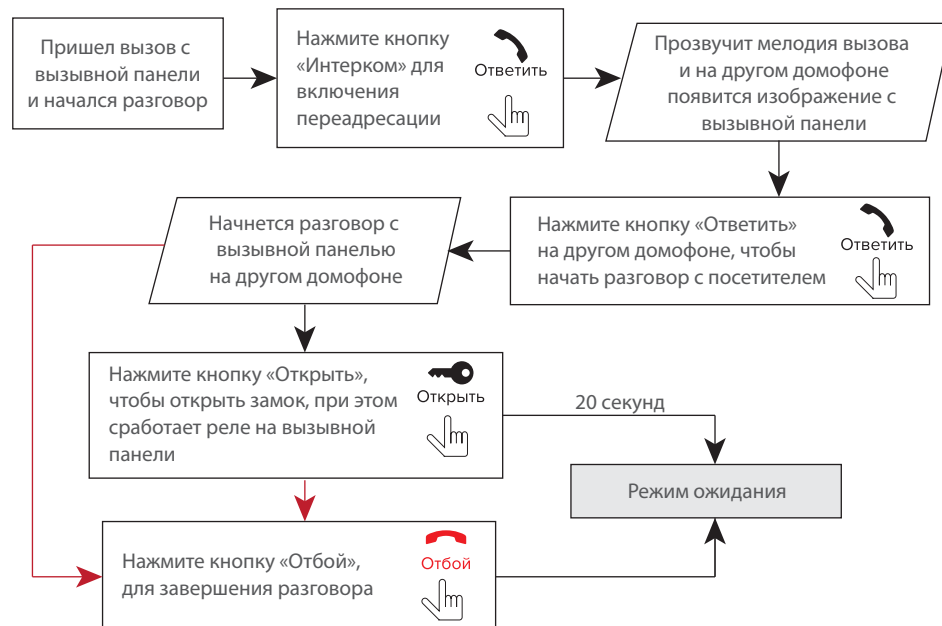 Пришел вызов с
вызывной панели
и начался разговор
Нажмите кнопку
«Интерком» для
включения
переадресации
Ответить
Прозвучит мелодия вызова
и на другом домофоне
появится изображение с
вызывной панели
Нажмите кнопку «Ответить»
на другом домофоне, чтобы
начать разговор с посетителем
Ответить
Начнется разговор с
вызывной панелью
на другом домофоне
Нажмите кнопку «Открыть»,
чтобы открыть замок, при этом
сработает реле на вызывной
панели
Открыть
20 секунд
Режим ожидания
Нажмите кнопку «Отбой»,
для завершения разговора
Отбой